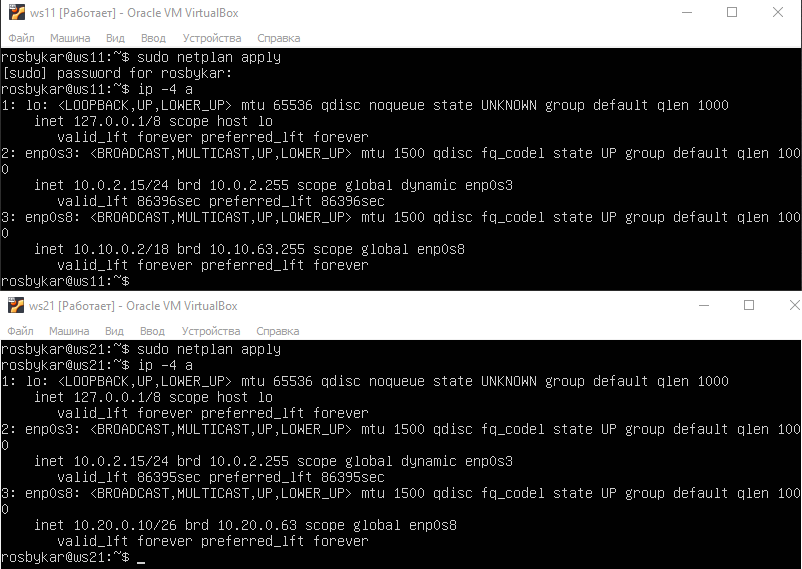 ws11 [Работает] - Oracle VM VirtualBox
Файл Машина Вид Ввод Устройства Справка
rosbykar@ws11:~$ sudo netplan apply
[sudo] password for rosbykar:
rosbykar@ws11:~$ ip -4 a
1: lo: <LOOPBACK,UP,LOWER_UP> mtu 65536 qdisc noqueue state UNKNOWN group default qlen 1000
    inet 127.0.0.1/8 scope host lo
       valid_lft forever preferred_lft forever
2: enp0s3: <BROADCAST,MULTICAST,UP,LOWER_UP> mtu 1500 qdisc fq_codel state UP group default qlen 100
0
    inet 10.0.2.15/24 brd 10.0.2.255 scope global dynamic enp0s3
       valid_lft 86396sec preferred_lft 86396sec
3: enp0s8: <BROADCAST,MULTICAST,UP,LOWER_UP> mtu 1500 qdisc fq_codel state UP group default qlen 100
0
    inet 10.10.0.2/18 brd 10.10.63.255 scope global enp0s8
       valid_lft forever preferred_lft forever
rosbykar@ws11:~$
ws21 [Работает] - Oracle VM VirtualBox
Файл Машина Вид Ввод Устройства Справка
rosbykar@ws21:~$ sudo netplan apply
rosbykar@ws21:~$ ip -4 a
1: lo: <LOOPBACK,UP,LOWER_UP> mtu 65536 qdisc noqueue state UNKNOWN group default qlen 1000
    inet 127.0.0.1/8 scope host lo
       valid_lft forever preferred_lft forever
2: enp0s3: <BROADCAST,MULTICAST,UP,LOWER_UP> mtu 1500 qdisc fq_codel state UP group default qlen 100
0
    inet 10.0.2.15/24 brd 10.0.2.255 scope global dynamic enp0s3
       valid_lft 86395sec preferred_lft 86395sec
3: enp0s8: <BROADCAST,MULTICAST,UP,LOWER_UP> mtu 1500 qdisc fq_codel state UP group default qlen 100
0
    inet 10.20.0.10/26 brd 10.20.0.63 scope global enp0s8
       valid_lft forever preferred_lft forever
rosbykar@ws21:~$ _